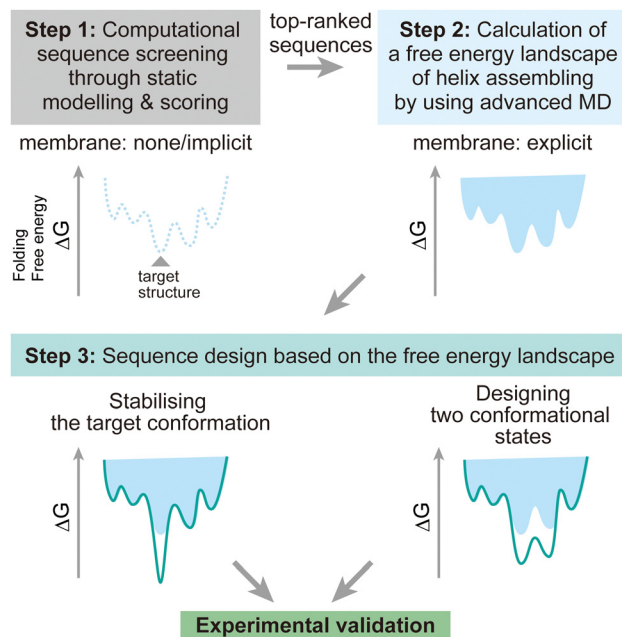 Step 1: Computational
sequence screening
through static
modelling & scoring
top-ranked
sequences
Step 2: Calculation of
a free energy landscape
of helix assembling
by using advanced MD
membrane: none/implicit
Folding
Free energy
ΔG
target
structure
membrane: explicit
ΔG
Step 3: Sequence design based on the free energy landscape
Stabilising
the target conformation
ΔG
Designing
two conformational
states
ΔG
Experimental validation